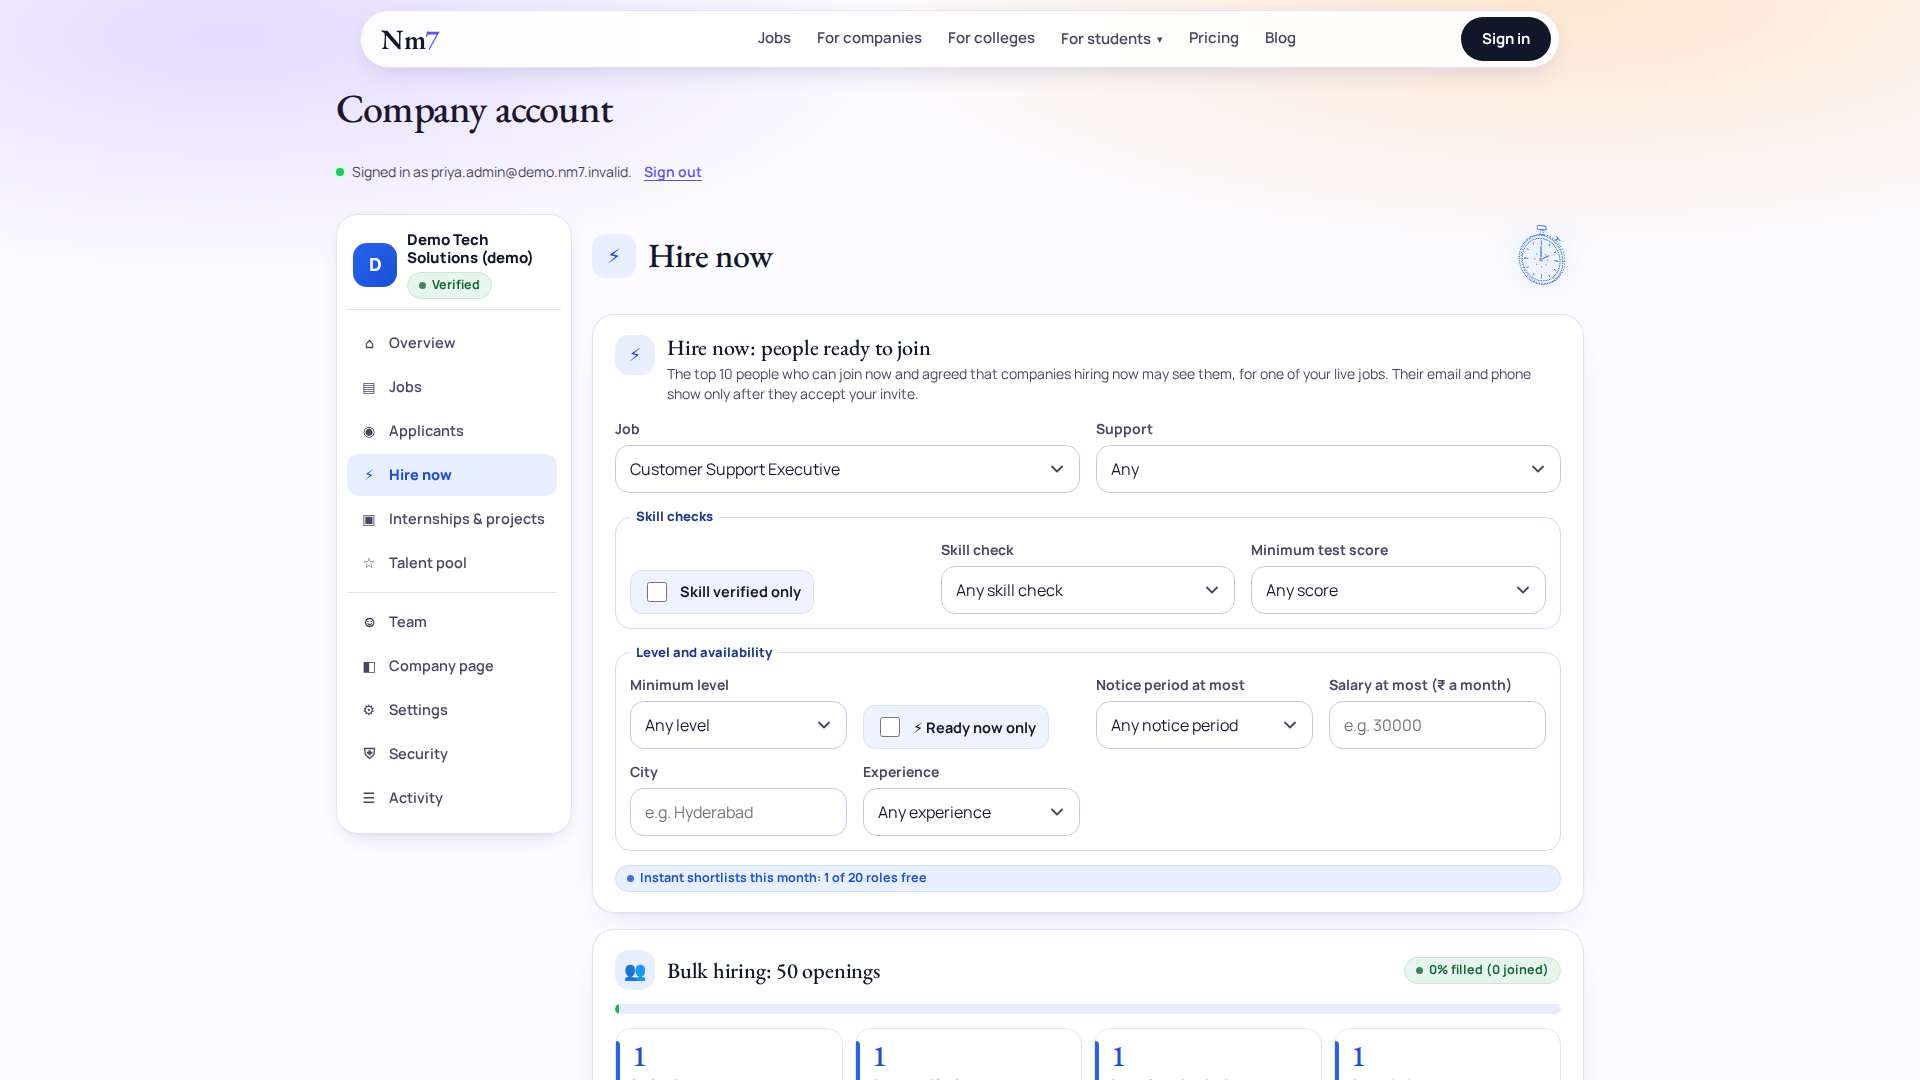 Nm7
Jobs
For companies
For colleges
For students ▾
Pricing
Blog
Sign in
Company account
Signed in as priya.admin@demo.nm7.invalid. Sign out
D
Demo Tech
Solutions (demo)
Verified
Overview
Jobs
Applicants
Hire now
Internships & projects
Talent pool
Team
Company page
Settings
Security
Activity
Hire now
Hire now: people ready to join
The top 10 people who can join now and agreed that companies hiring now may see them, for one of your live jobs. Their email and phone
show only after they accept your invite.
Job
Customer Support Executive
Support
Any
Skill checks
Skill verified only
Skill check
Any skill check
Minimum test score
Any score
Level and availability
Minimum level
Any level
⚡ Ready now only
Notice period at most
Any notice period
Salary at most (₹ a month)
e.g. 30000
City
e.g. Hyderabad
Experience
Any experience
Instant shortlists this month: 1 of 20 roles free
Bulk hiring: 50 openings
0% filled (0 joined)
1
1
1
1